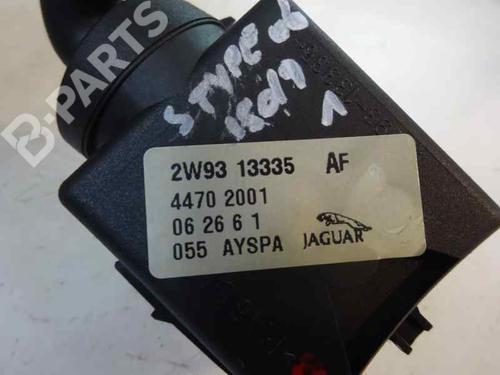 B-PARTS
S TYPE 06
2W93 13335 AF
4470 2001
06 26 6 1
055 AYSPA JAGUAR